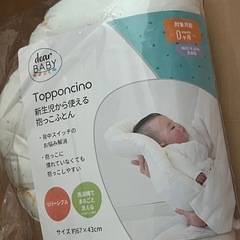 dear
BABY
対象月齢
0ヵ月〜
Topponcino
新生児から使える
抱っこふとん
・背中スイッチの
お悩み解消
・抱っこに
慣れていなくても
抱っこしやすい
リバーシブル
洗濯機で
まるごと
洗える
サイズ 約67×43cm